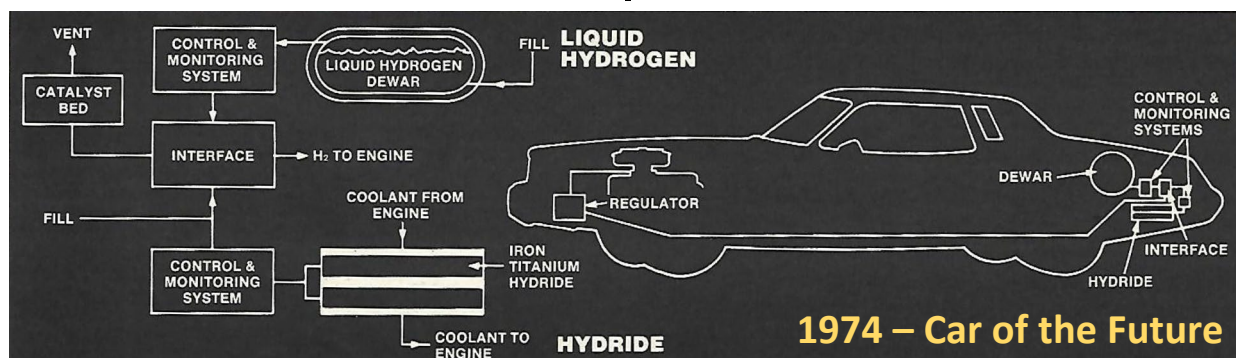 VENT
CONTROL &
MONITORING
SYSTEM
LIQUID HYDROGEN
DEWAR
FILL
LIQUID
HYDROGEN
CATALYST
BED
INTERFACE
H₂ TO ENGINE
FILL
CONTROL &
MONITORING
SYSTEM
COOLANT FROM
ENGINE
IRON
TITANIUM
HYDRIDE
COOLANT TO
ENGINE
HYDRIDE
REGULATOR
CONTROL &
MONITORING
SYSTEMS
DEWAR
INTERFACE
HYDRIDE
1974 – Car of the Future